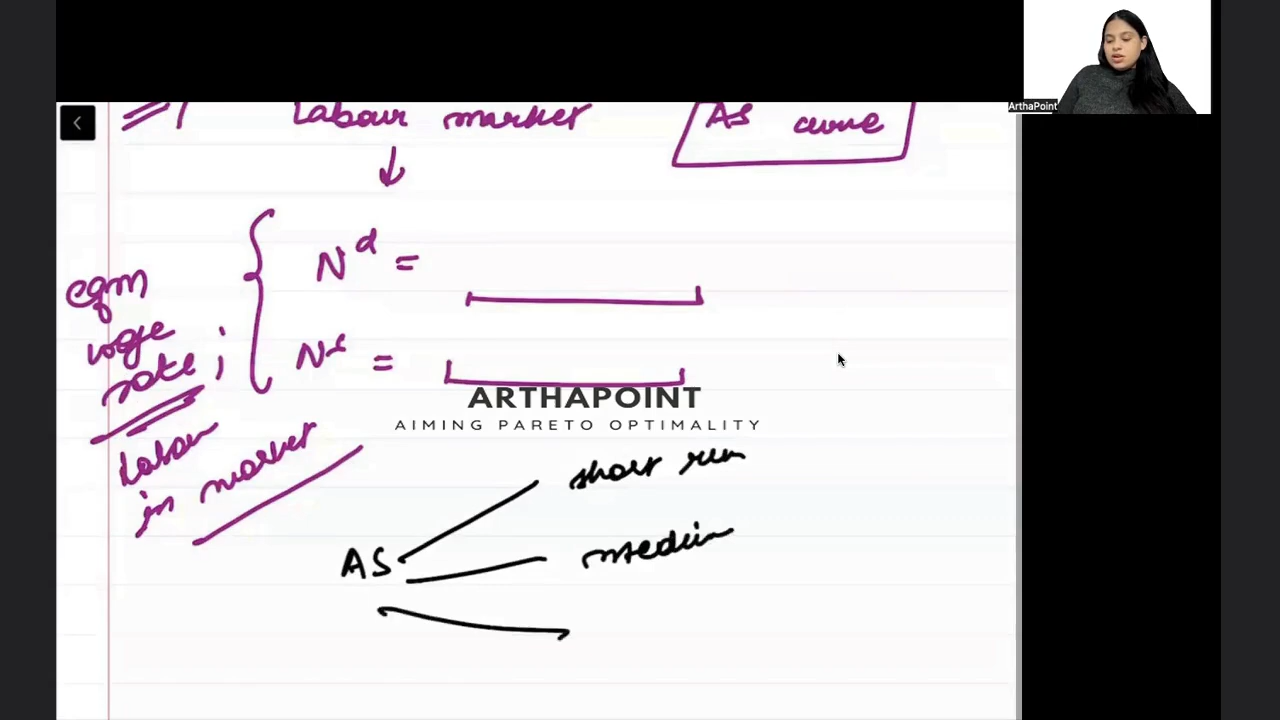 Labour market
AS curve
N^d =
eqm
wage
rate ;
N^s =
Labour
in market
ARTHAPOINT
AIMING PARETO OPTIMALITY
short run
AS
medium
ArthaPoint